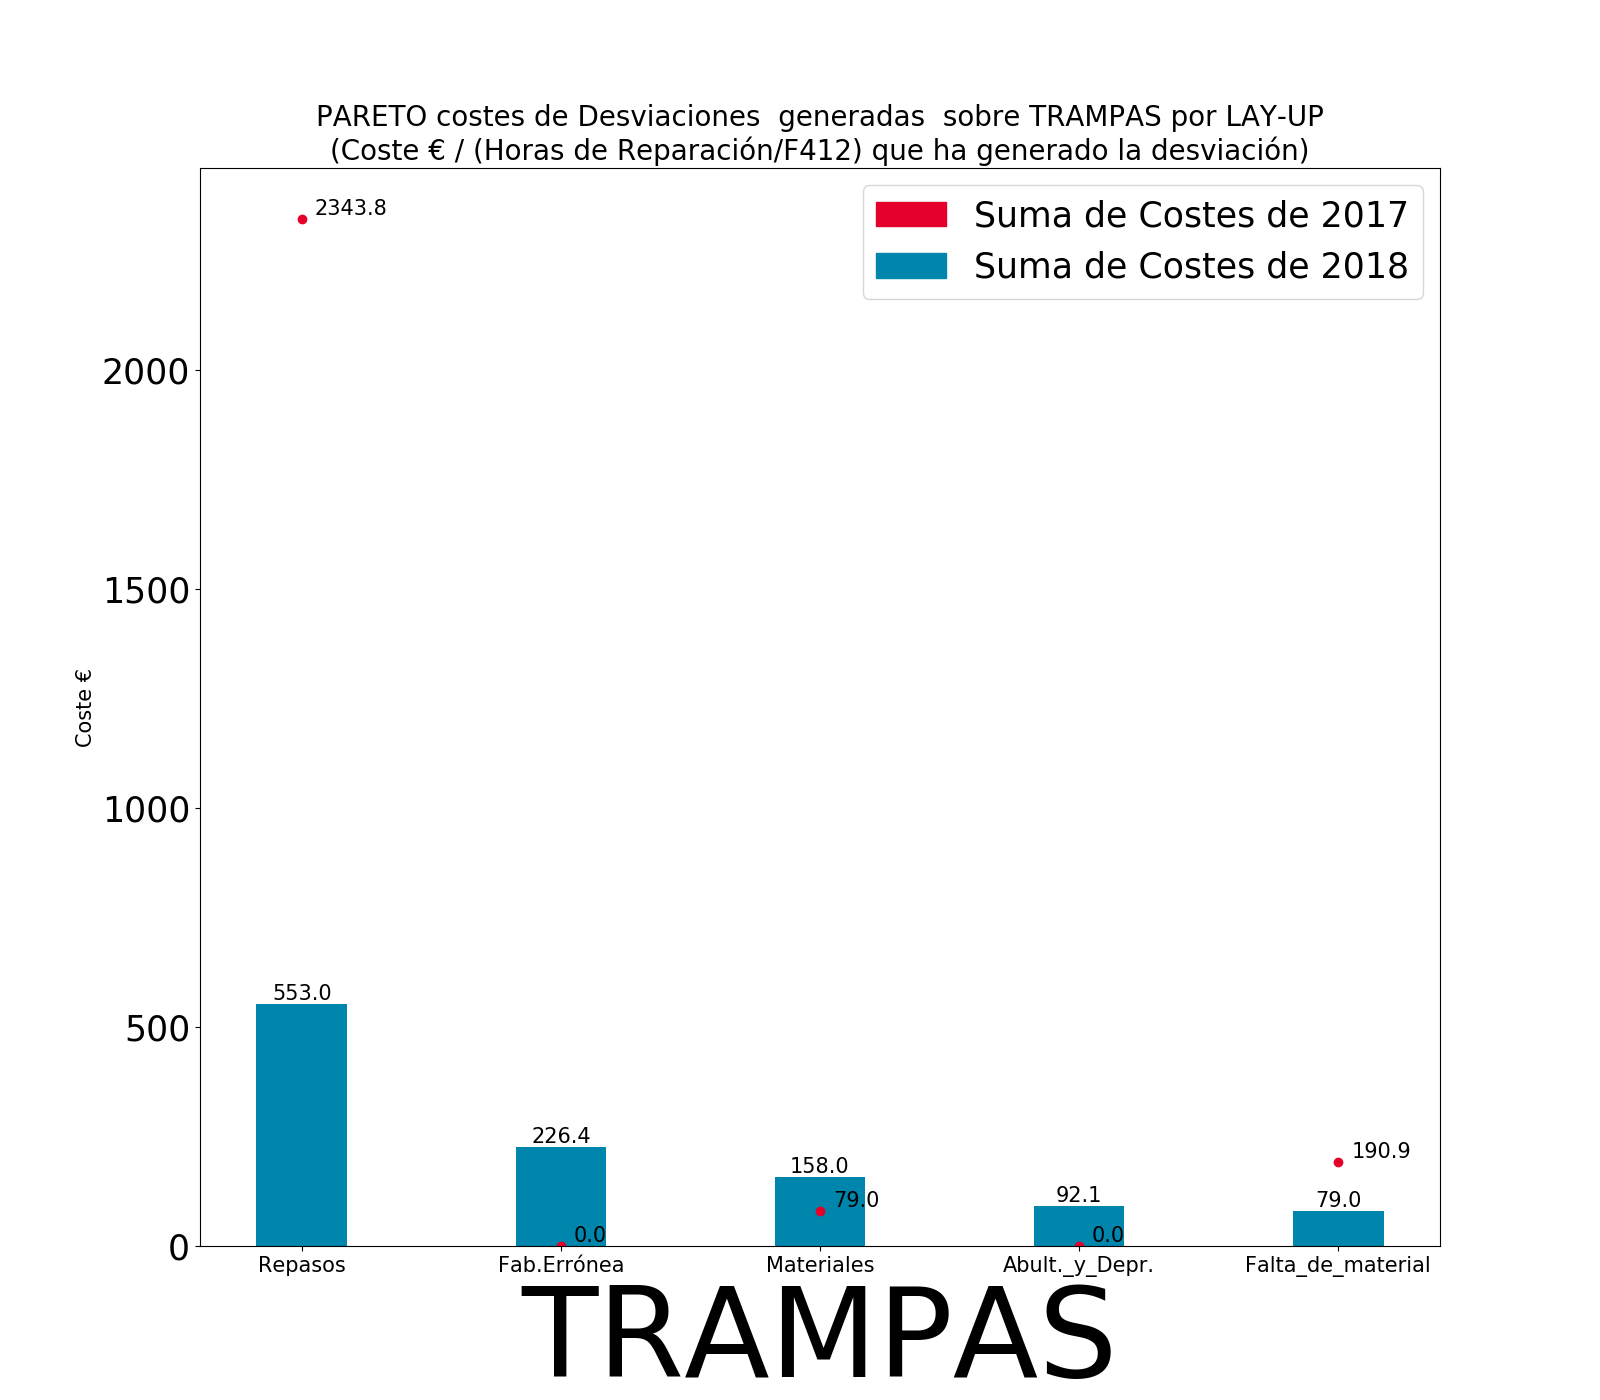 PARETO costes de Desviaciones  generadas  sobre TRAMPAS por LAY-UP
(Coste € / (Horas de Reparación/F412) que ha generado la desviación)
Suma de Costes de 2017
Suma de Costes de 2018
2343.8
2000
1500
1000
500
0
Coste €
553.0
226.4
0.0
158.0
79.0
92.1
0.0
190.9
79.0
Repasos
Fab.Errónea
Materiales
Abult._y_Depr.
Falta_de_material
TRAMPAS